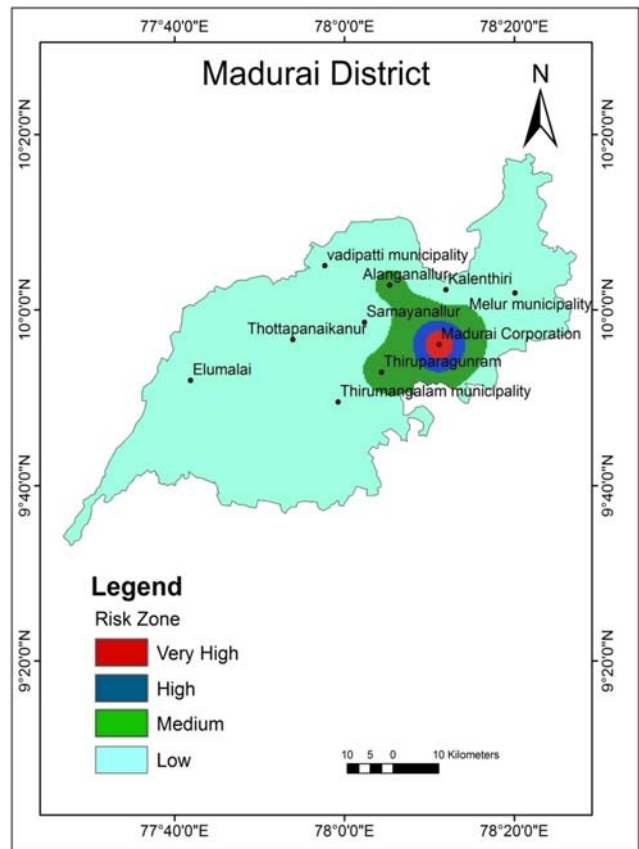 77°40'0"E 78°0'0"E 78°20'0"E
Madurai District
N
10°20'0"N 10°20'0"N
vadipatti municipality
Alanganallur
Kalenthiri
10°0'0"N 10°0'0"N
Melur municipality
Samayanallur
Madurai Corporation
Thottapanaikanur
Thiruparagunram
Elumalai
Thirumangalam municipality
9°40'0"N 9°40'0"N
Legend
Risk Zone
Very High
High
Medium
Low
9°20'0"N 9°20'0"N
10 5 0 10 Kilometers
77°40'0"E 78°0'0"E 78°20'0"E